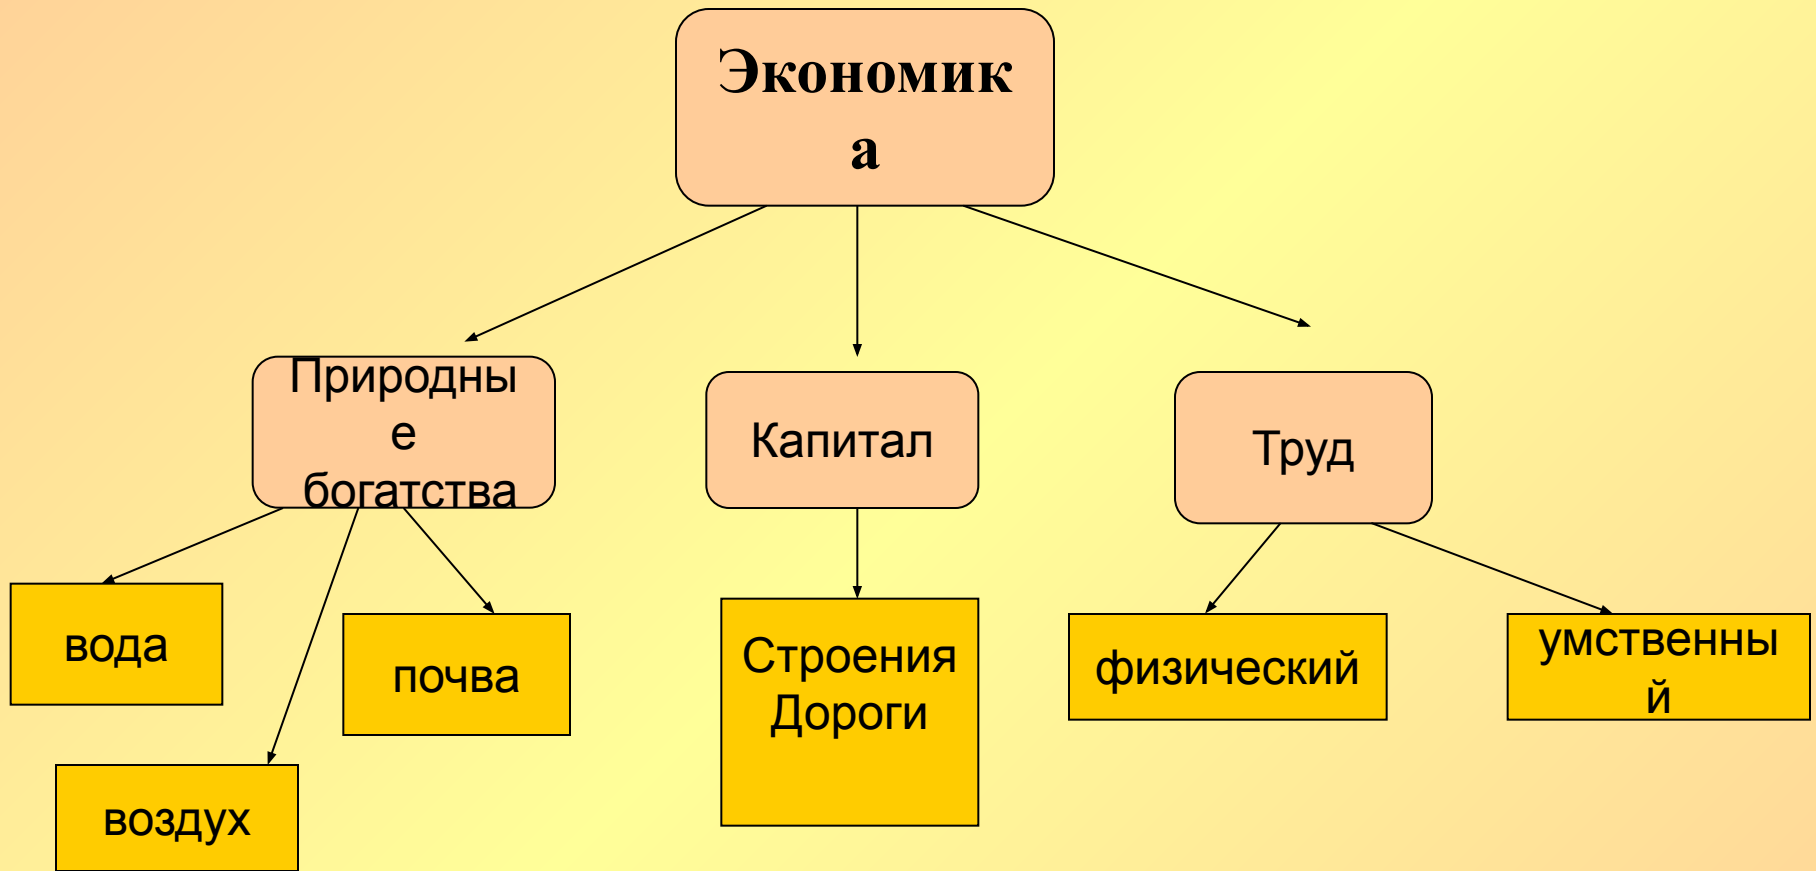 Экономик
а
Природны
е
богатства
Капитал
Труд
вода
воздух
почва
Строения
Дороги
физический
умственны
й